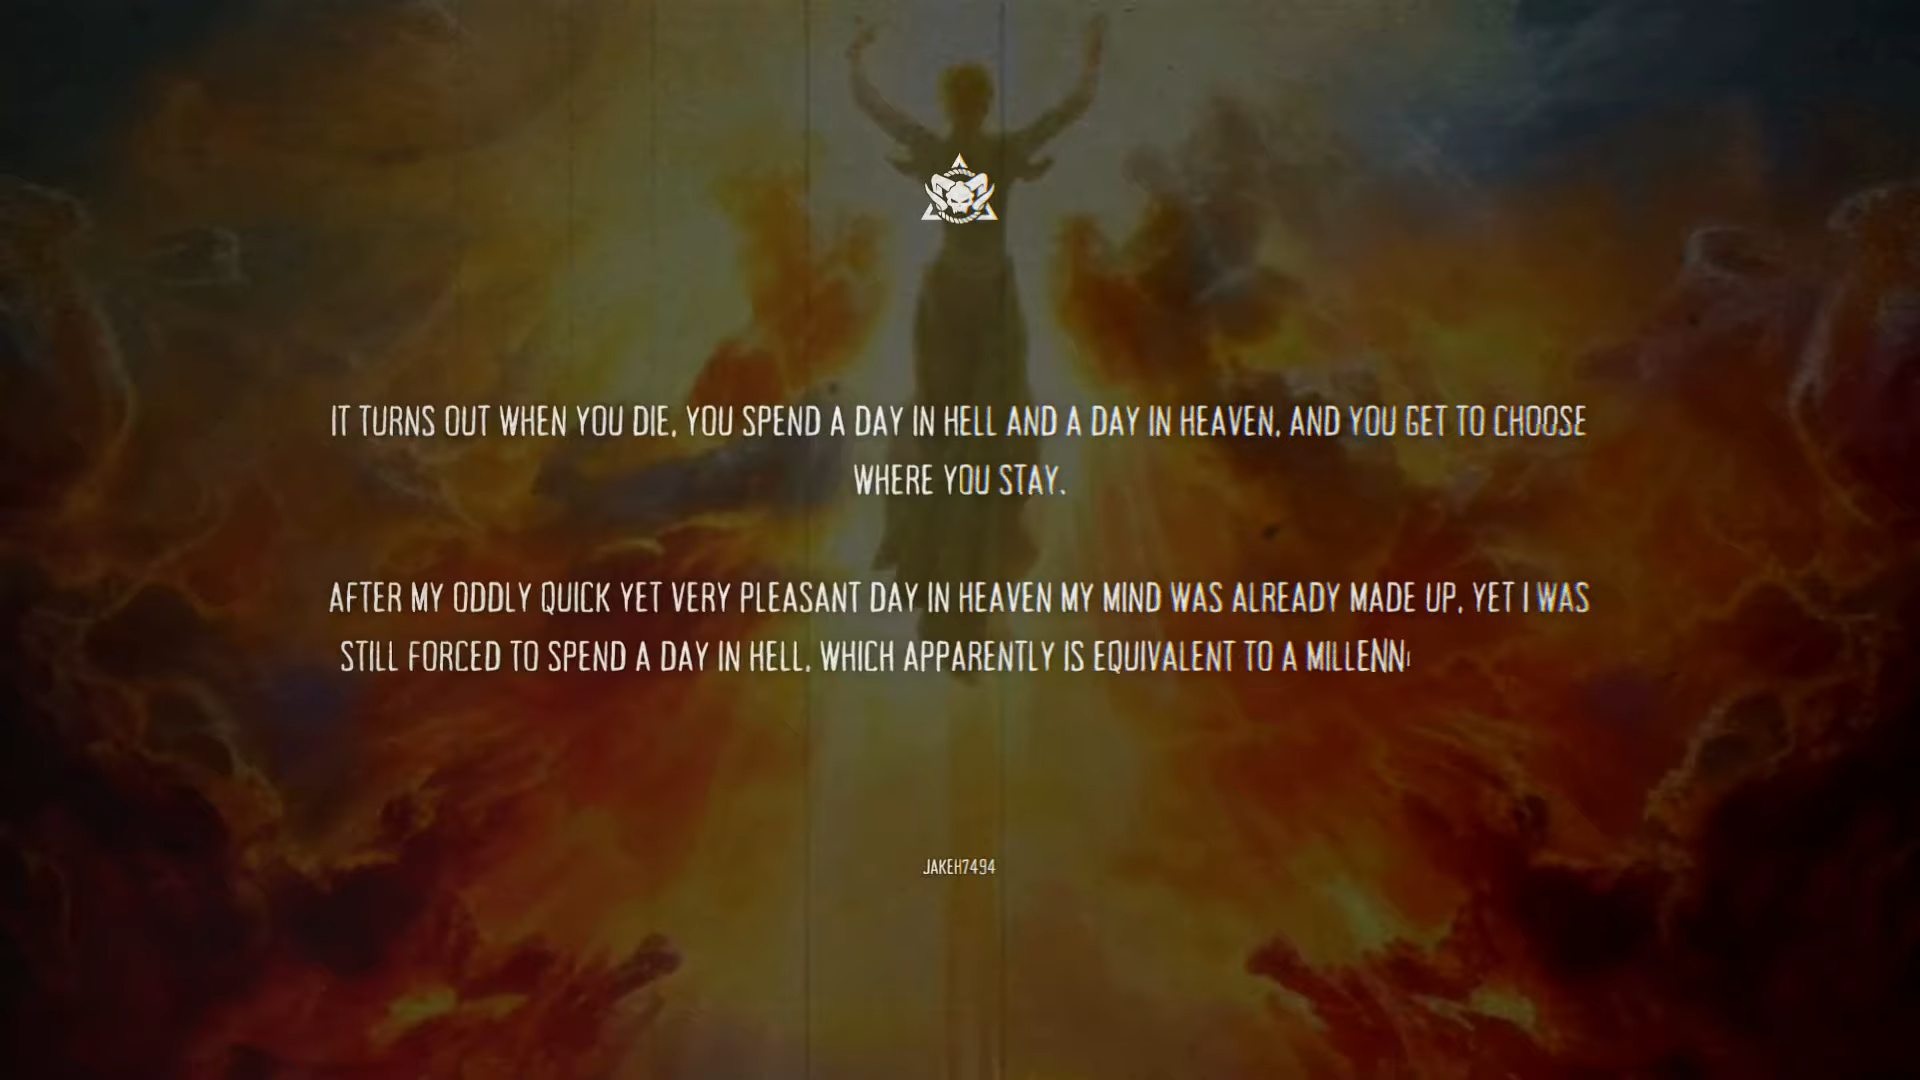 IT TURNS OUT WHEN YOU DIE, YOU SPEND A DAY IN HELL AND A DAY IN HEAVEN, AND YOU GET TO CHOOSE
WHERE YOU STAY.
AFTER MY ODDLY QUICK YET VERY PLEASANT DAY IN HEAVEN MY MIND WAS ALREADY MADE UP, YET I WAS
STILL FORCED TO SPEND A DAY IN HELL, WHICH APPARENTLY IS EQUIVALENT TO A MILLENNI
JAKEH7494